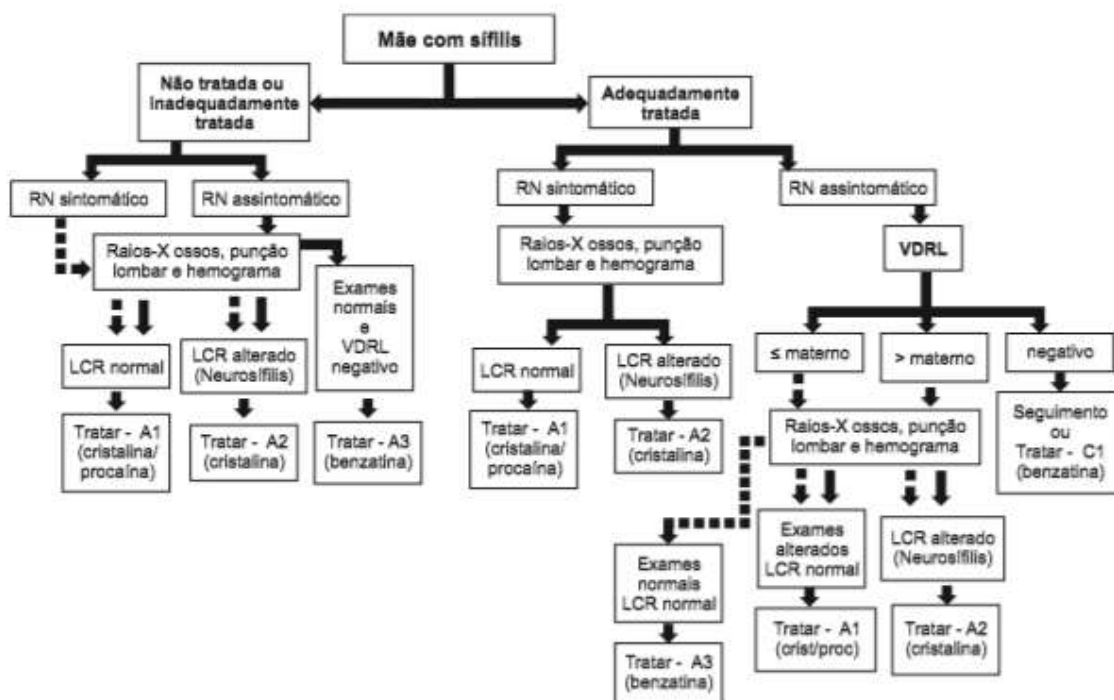 Mãe com sífilis
Não tratada ou
inadequadamente
tratada
Adequadamente
tratada
RN sintomático
RN assintomático
RN sintomático
RN assintomático
Raios-X ossos, punção
lombar e hemograma
Exames
normais
e
VDRL
negativo
Raios-X ossos, punção
lombar e hemograma
VDRL
LCR normal
LCR alterado
(Neurosífilis)
LCR normal
LCR alterado
(Neurosífilis)
≤ materno
> materno
negativo
Tratar - A1
(cristalina/
procaína)
Tratar - A2
(cristalina)
Tratar - A3
(benzatina)
Tratar - A1
(cristalina/
procaína)
Tratar - A2
(cristalina)
Raios-X ossos, punção
lombar e hemograma
Seguimento
ou
Tratar - C1
(benzatina)
Exames
normais
LCR normal
Exames
alterados
LCR normal
LCR alterado
(Neurosífilis)
Tratar - A3
(benzatina)
Tratar - A1
(crist/proc)
Tratar - A2
(cristalina)